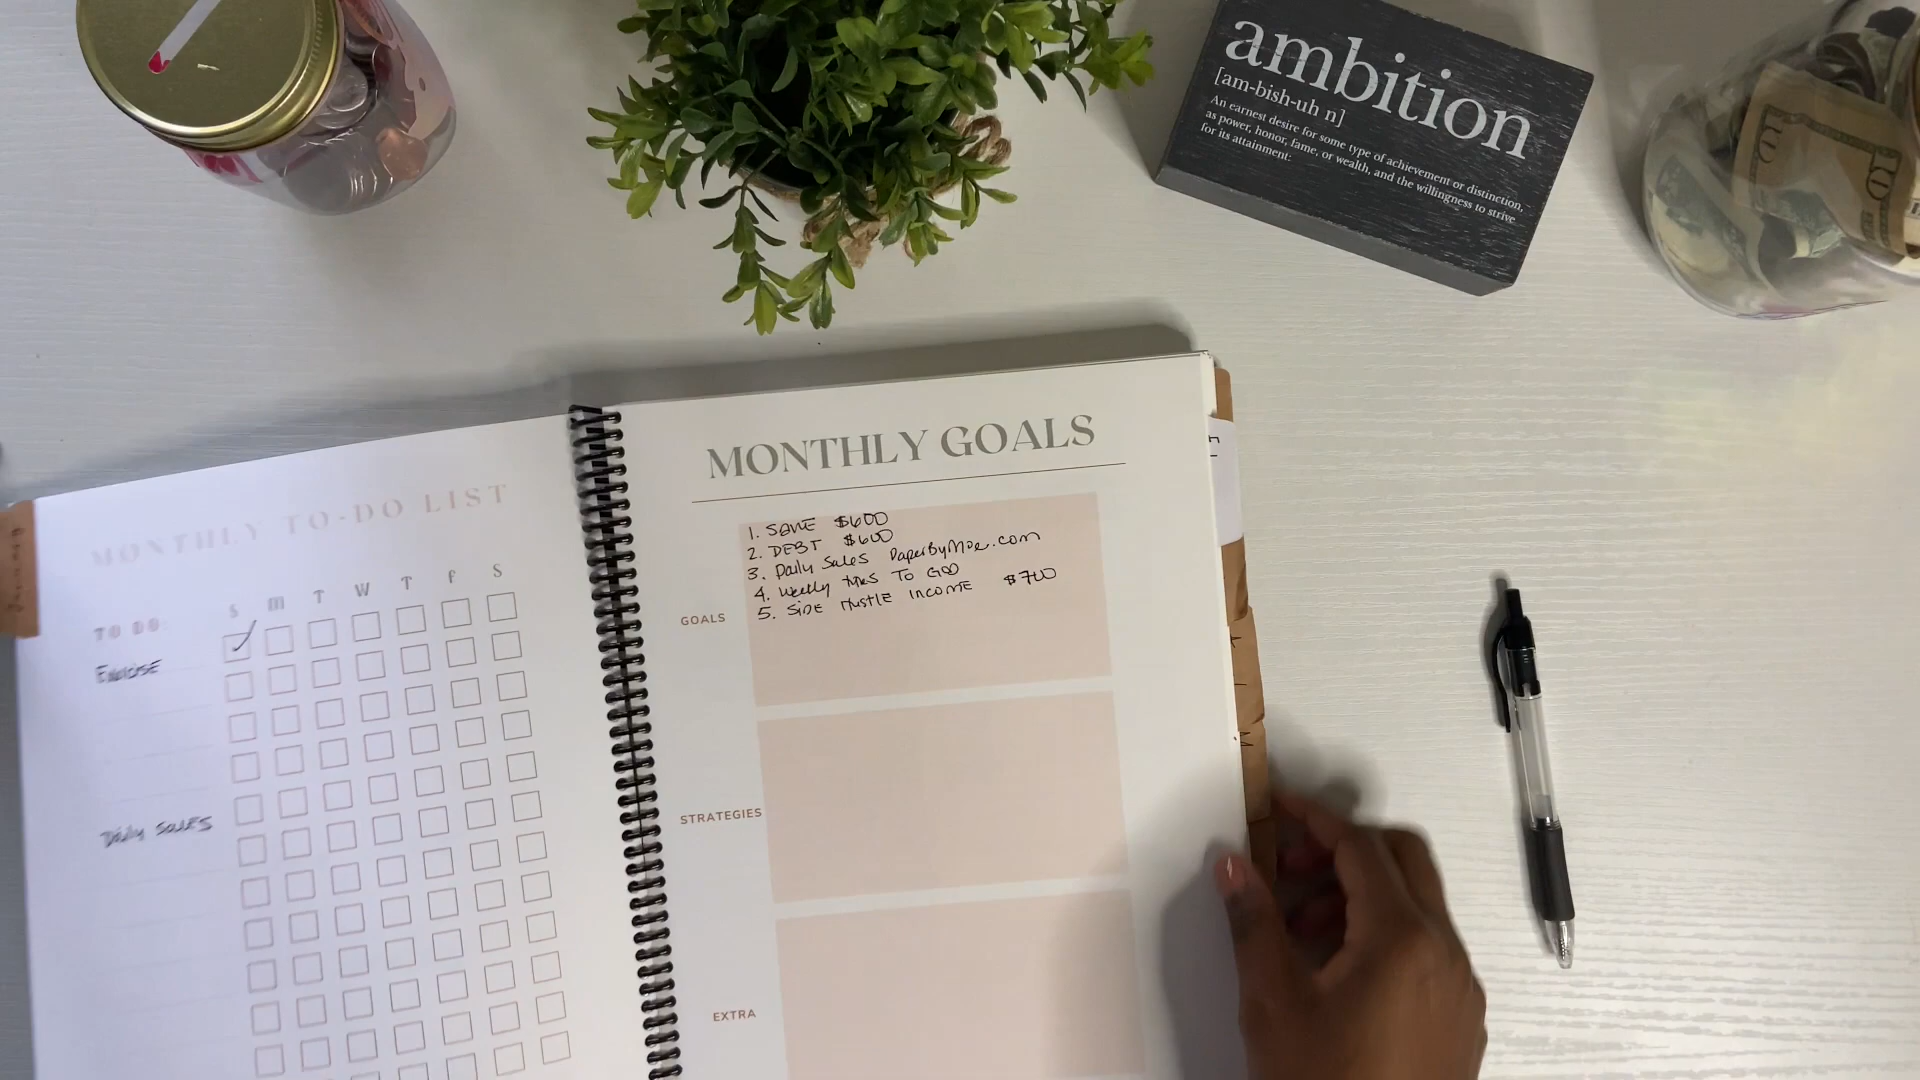 ambition
[am-bish-uh n]
An earnest desire for some type of achievement or distinction,
as power, honor, fame, or wealth, and the willingness to strive
for its attainment:
MONTHLY TO-DO LIST
S M T W T F S
TO DO:
Exercise
Daily Sales
MONTHLY GOALS
GOALS
1. SAVE $600
2. DEBT $600
3. Daily Sales PaperByMoe.com
4. Weekly To GOD
5. SIDE HUSTLE INCOME $700
STRATEGIES
EXTRA